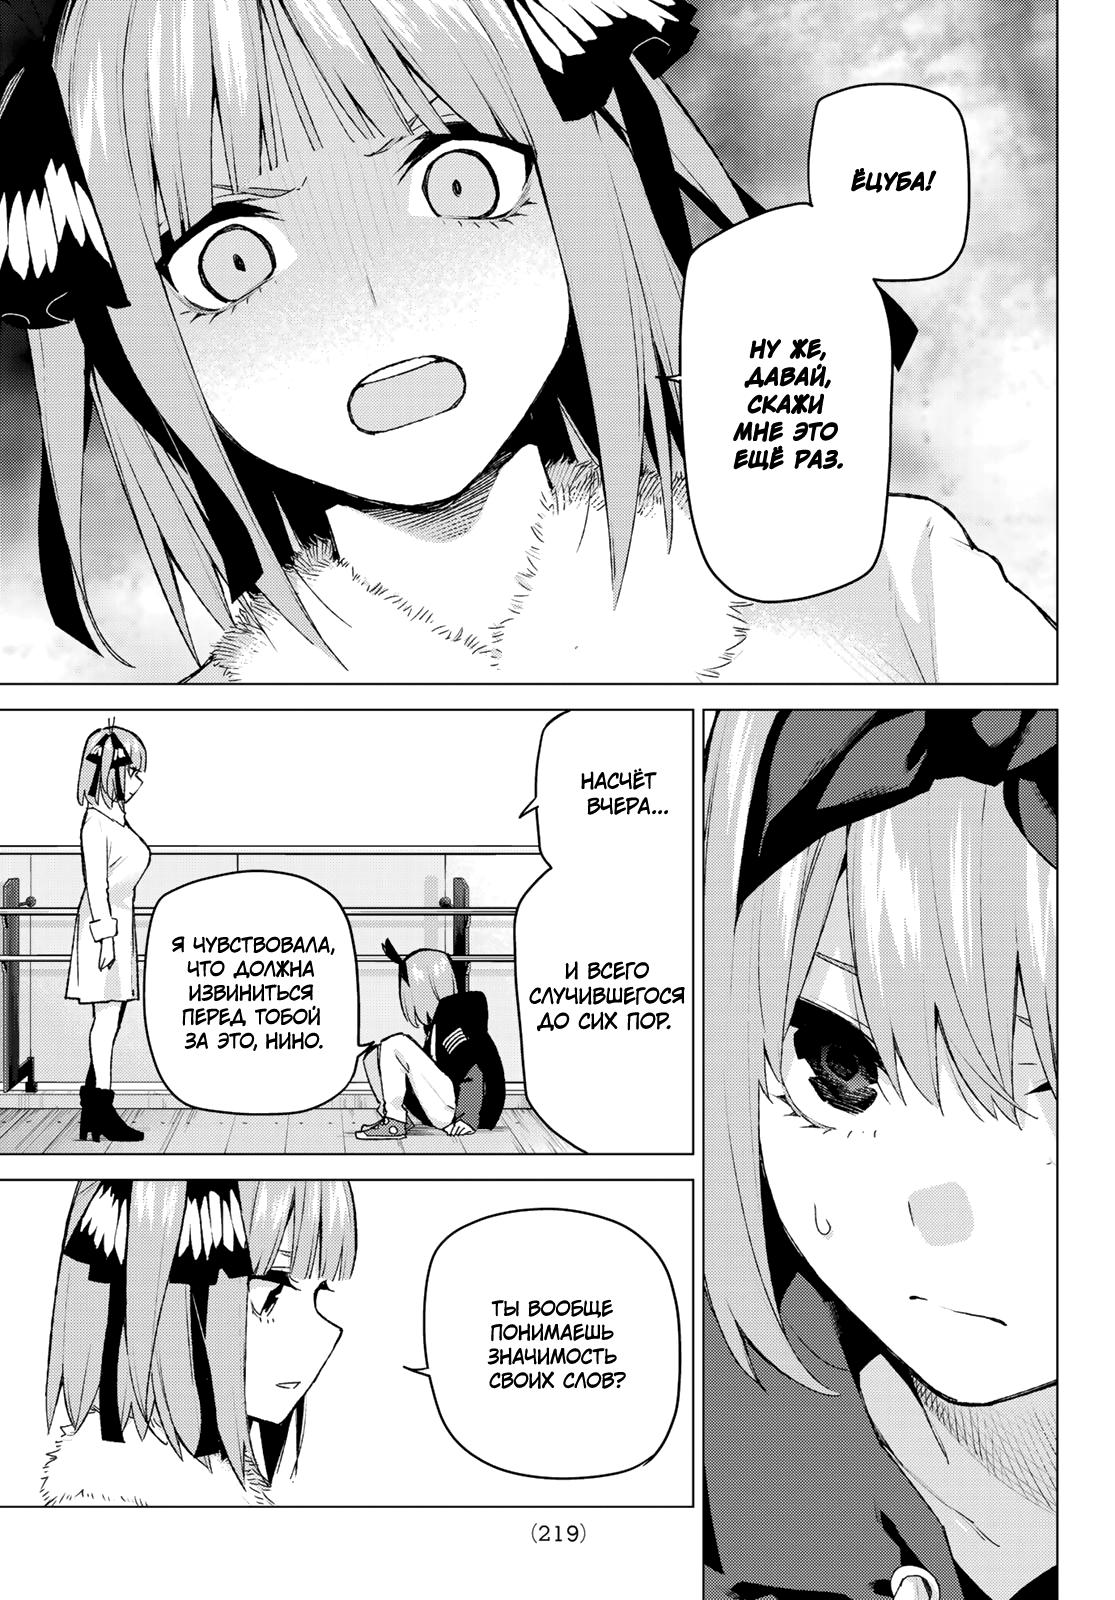 ЁЦУБА!
НУ ЖЕ,
ДАВАЙ,
СКАЖИ
МНЕ ЭТО
ЕЩЁ РАЗ.
НАСЧЁТ
ВЧЕРА...
И ВСЕГО
СЛУЧИВШЕГОСЯ
ДО СИХ ПОР.
Я ЧУВСТВОВАЛА,
ЧТО ДОЛЖНА
ИЗВИНИТЬСЯ
ПЕРЕД ТОБОЙ
ЗА ЭТО, НИНО.
ТЫ ВООБЩЕ
ПОНИМАЕШЬ
ЗНАЧИМОСТЬ
СВОИХ СЛОВ?
(219)